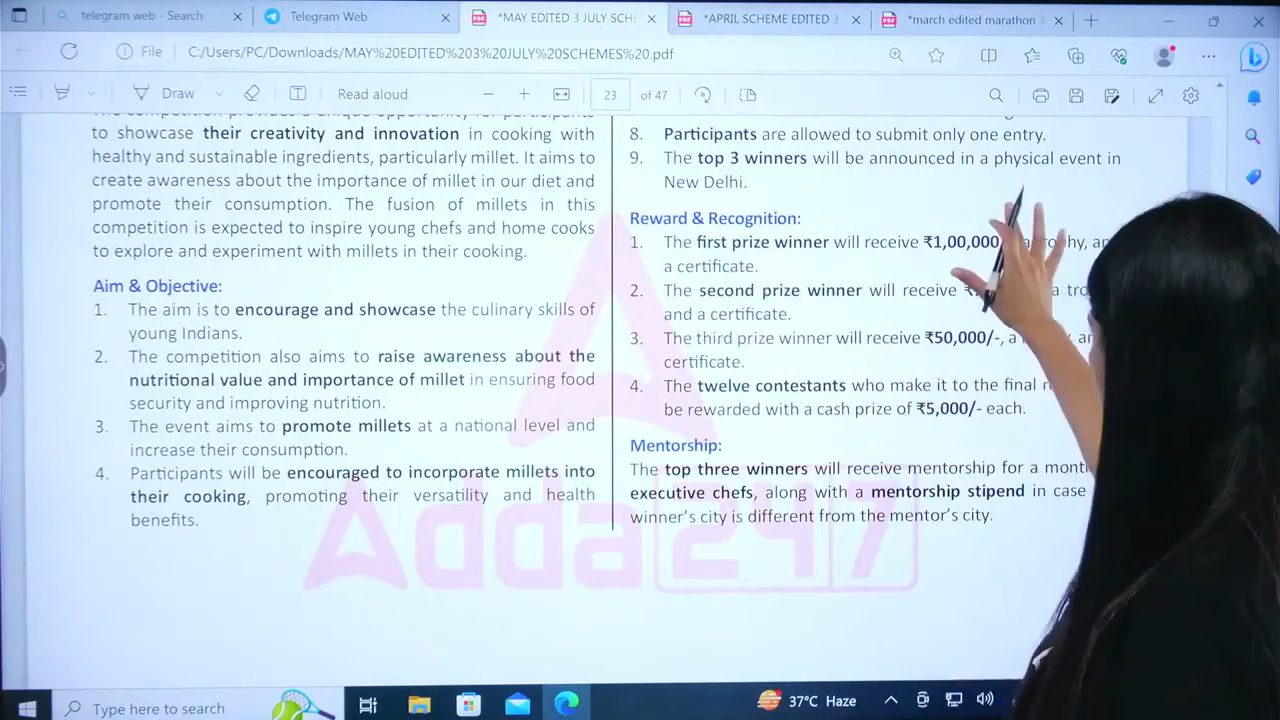 telegram web - Search
Telegram Web
*MAY EDITED 3 JULY SCHE
*APRIL SCHEME EDITED 3
*march edited marathon
File
C:/Users/PC/Downloads/MAY%20EDITED%203%20JULY%20SCHEMES%20.pdf
Draw
Read aloud
23
of 47
to showcase their creativity and innovation in cooking with
healthy and sustainable ingredients, particularly millet. It aims to
create awareness about the importance of millet in our diet and
promote their consumption. The fusion of millets in this
competition is expected to inspire young chefs and home cooks
to explore and experiment with millets in their cooking.
Aim & Objective:
1. The aim is to encourage and showcase the culinary skills of
young Indians.
2. The competition also aims to raise awareness about the
nutritional value and importance of millet in ensuring food
security and improving nutrition.
3. The event aims to promote millets at a national level and
increase their consumption.
4. Participants will be encouraged to incorporate millets into
their cooking, promoting their versatility and health
benefits.
8. Participants are allowed to submit only one entry.
9. The top 3 winners will be announced in a physical event in
New Delhi.
Reward & Recognition:
1. The first prize winner will receive ₹1,00,000
a certificate.
2. The second prize winner will receive
and a certificate.
3. The third prize winner will receive ₹50,000/-, a
certificate.
4. The twelve contestants who make it to the final
be rewarded with a cash prize of ₹5,000/- each.
Mentorship:
The top three winners will receive mentorship for a month
executive chefs, along with a mentorship stipend in case
winner's city is different from the mentor's city.
Adda247
Type here to search
37°C Haze